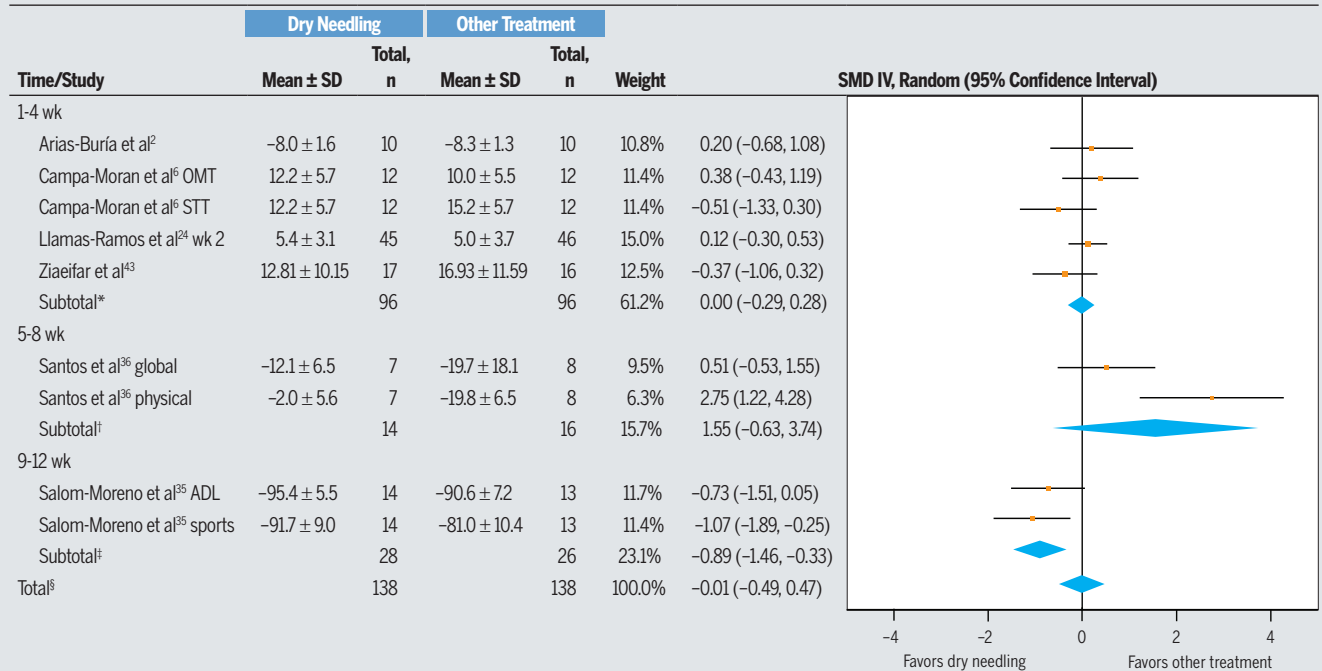 Dry Needling Other Treatment
Total, Total,
Time/Study Mean ± SD n Mean ± SD n Weight SMD IV, Random (95% Confidence Interval)
1-4 wk
Arias-Buría et al² −8.0 ± 1.6 10 −8.3 ± 1.3 10 10.8% 0.20 (−0.68, 1.08)
Campa-Moran et al⁶ OMT 12.2 ± 5.7 12 10.0 ± 5.5 12 11.4% 0.38 (−0.43, 1.19)
Campa-Moran et al⁶ STT 12.2 ± 5.7 12 15.2 ± 5.7 12 11.4% −0.51 (−1.33, 0.30)
Llamas-Ramos et al²⁴ wk 2 5.4 ± 3.1 45 5.0 ± 3.7 46 15.0% 0.12 (−0.30, 0.53)
Ziaeifar et al⁴³ 12.81 ± 10.15 17 16.93 ± 11.59 16 12.5% −0.37 (−1.06, 0.32)
Subtotal* 96 96 61.2% 0.00 (−0.29, 0.28)
5-8 wk
Santos et al³⁶ global −12.1 ± 6.5 7 −19.7 ± 18.1 8 9.5% 0.51 (−0.53, 1.55)
Santos et al³⁶ physical −2.0 ± 5.6 7 −19.8 ± 6.5 8 6.3% 2.75 (1.22, 4.28)
Subtotal† 14 16 15.7% 1.55 (−0.63, 3.74)
9-12 wk
Salom-Moreno et al³⁵ ADL −95.4 ± 5.5 14 −90.6 ± 7.2 13 11.7% −0.73 (−1.51, 0.05)
Salom-Moreno et al³⁵ sports −91.7 ± 9.0 14 −81.0 ± 10.4 13 11.4% −1.07 (−1.89, −0.25)
Subtotal‡ 28 26 23.1% −0.89 (−1.46, −0.33)
Total§ 138 138 100.0% −0.01 (−0.49, 0.47)
−4 −2 0 2 4
Favors dry needling Favors other treatment